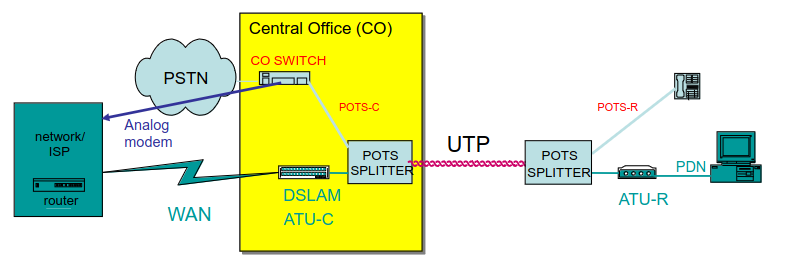 Central Office (CO)
CO SWITCH
PSTN
POTS-C
POTS-R
Analog
modem
network/
ISP
router
UTP
POTS
SPLITTER
POTS
SPLITTER
PDN
DSLAM
ATU-C
ATU-R
WAN